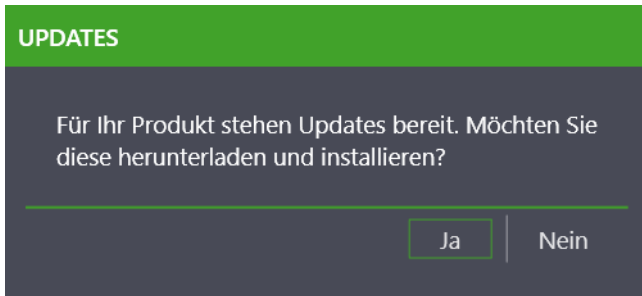 UPDATES
Für Ihr Produkt stehen Updates bereit. Möchten Sie
diese herunterladen und installieren?
Ja
Nein